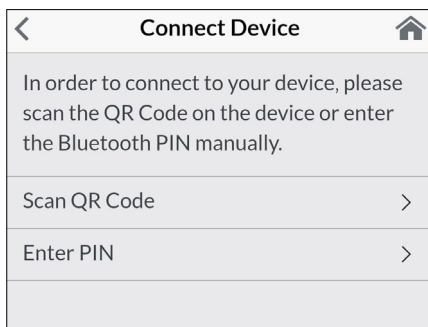 Connect Device
In order to connect to your device, please
scan the QR Code on the device or enter
the Bluetooth PIN manually.
Scan QR Code
Enter PIN